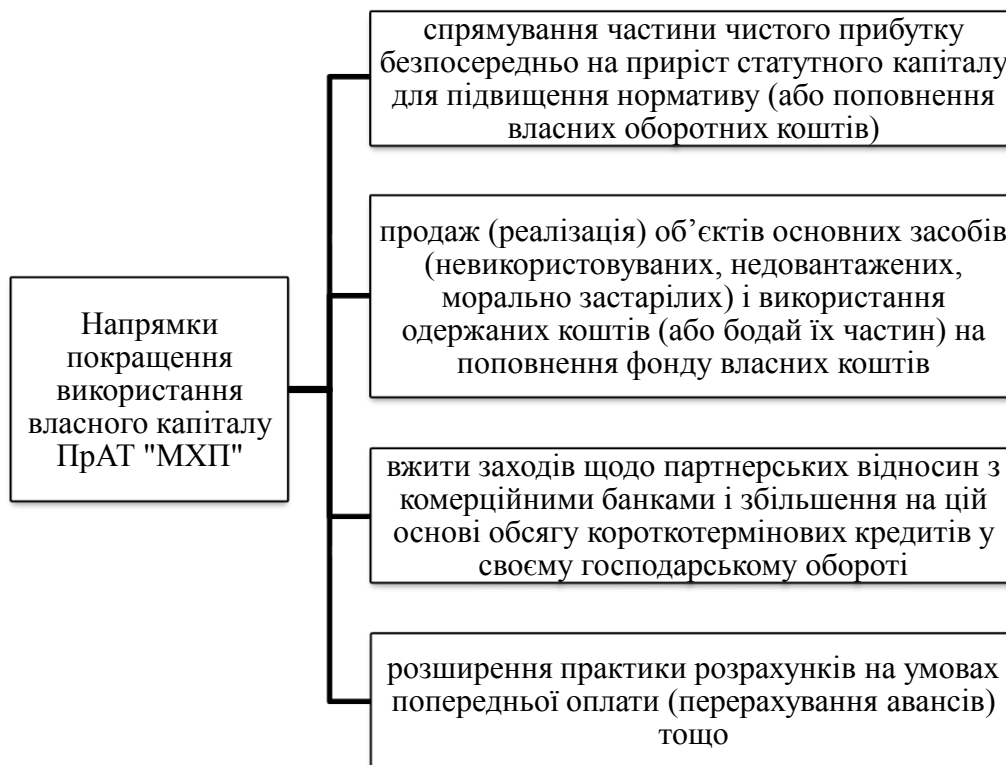 Напрямки
покращення
використання
власного капіталу
ПрАТ "МХП"
спрямування частини чистого прибутку
безпосередньо на приріст статутного капіталу
для підвищення нормативу (або поповнення
власних оборотних коштів)
продаж (реалізація) об’єктів основних засобів
(невикористовуваних, недовантажених,
морально застарілих) і використання
одержаних коштів (або бодай їх частин) на
поповнення фонду власних коштів
вжити заходів щодо партнерських відносин з
комерційними банками і збільшення на цій
основі обсягу короткотермінових кредитів у
своєму господарському обороті
розширення практики розрахунків на умовах
попередньої оплати (перерахування авансів)
тощо